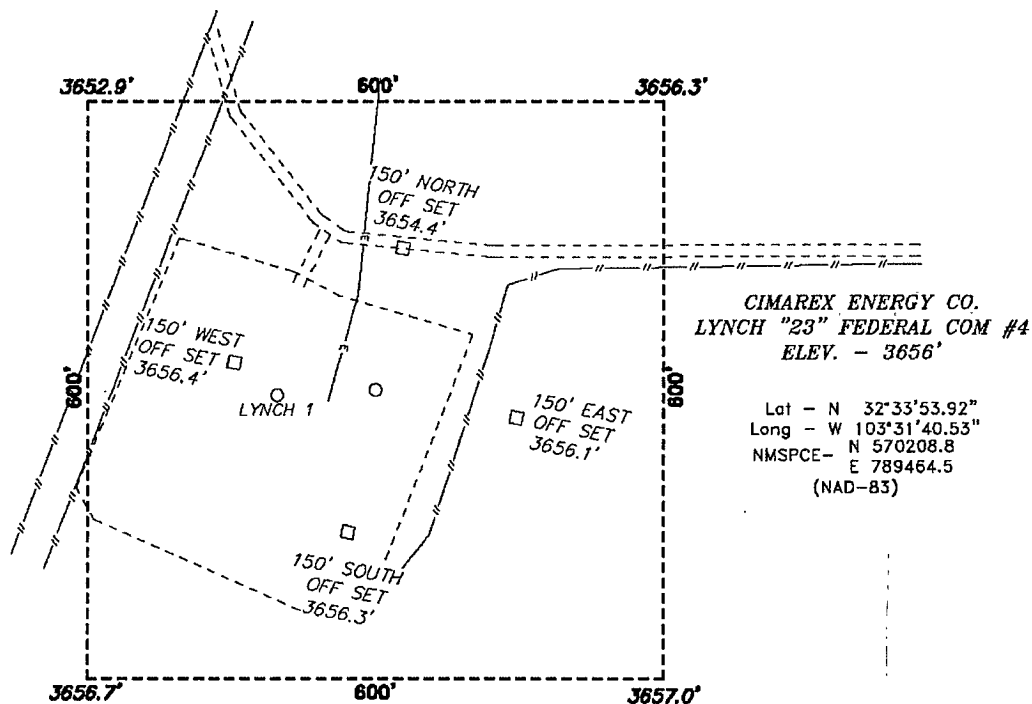 3652.9'
600'
3656.3'
150' NORTH
OFF SET
3654.4'
E
CIMAREX ENERGY CO.
LYNCH "23" FEDERAL COM #4
ELEV. - 3656'
150' WEST
OFF SET
3656.4'
E
600'
LYNCH 1
600'
150' EAST
OFF SET
3656.1'
Lat - N 32°33'53.92"
Long - W 103°31'40.53"
NMSPCE- N 570208.8
E 789464.5
(NAD-83)
150' SOUTH
OFF SET
3656.3'
3656.7'
600'
3657.0'